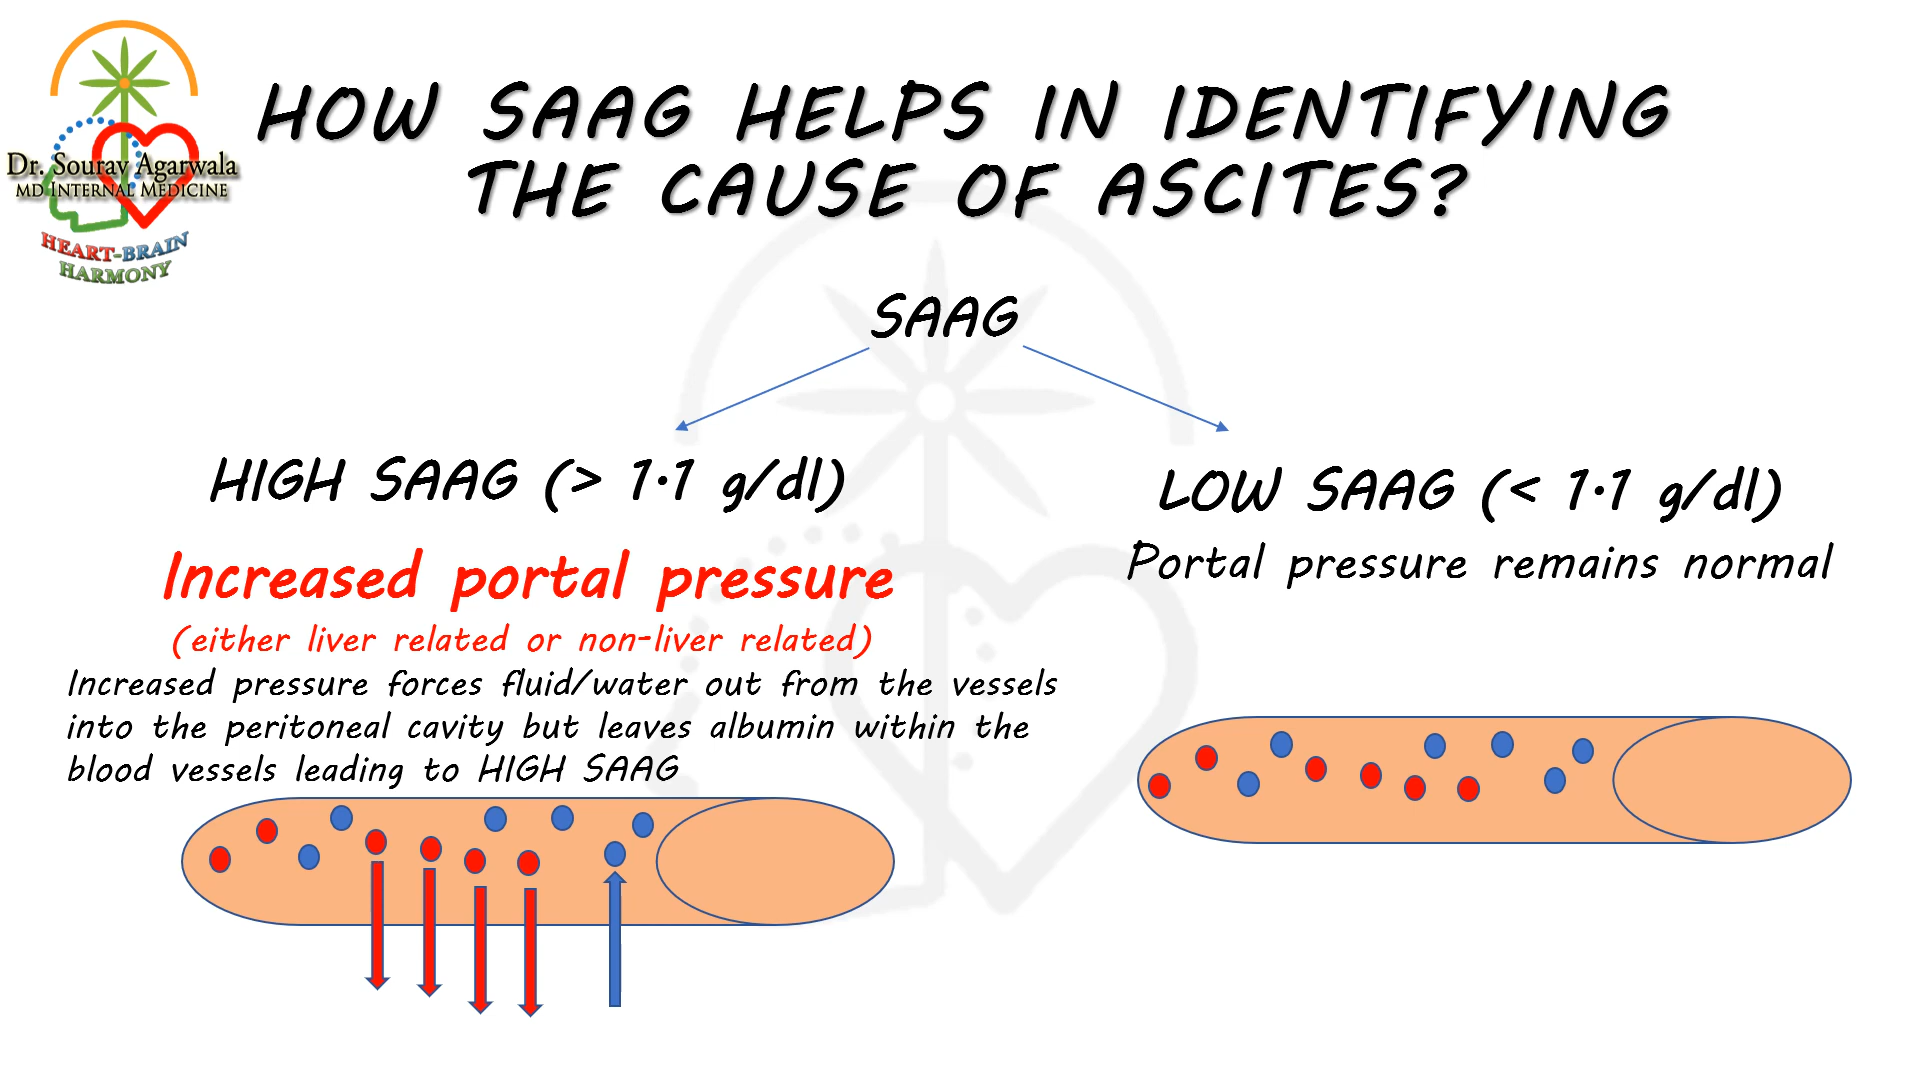 Dr. Sourav Agarwala
MD INTERNAL MEDICINE
HEART-BRAIN
HARMONY
HOW SAAG HELPS IN IDENTIFYING
THE CAUSE OF ASCITES?
SAAG
HIGH SAAG (> 1.1 g/dl)
Increased portal pressure
(either liver related or non-liver related)
Increased pressure forces fluid/water out from the vessels
into the peritoneal cavity but leaves albumin within the
blood vessels leading to HIGH SAAG
LOW SAAG (< 1.1 g/dl)
Portal pressure remains normal